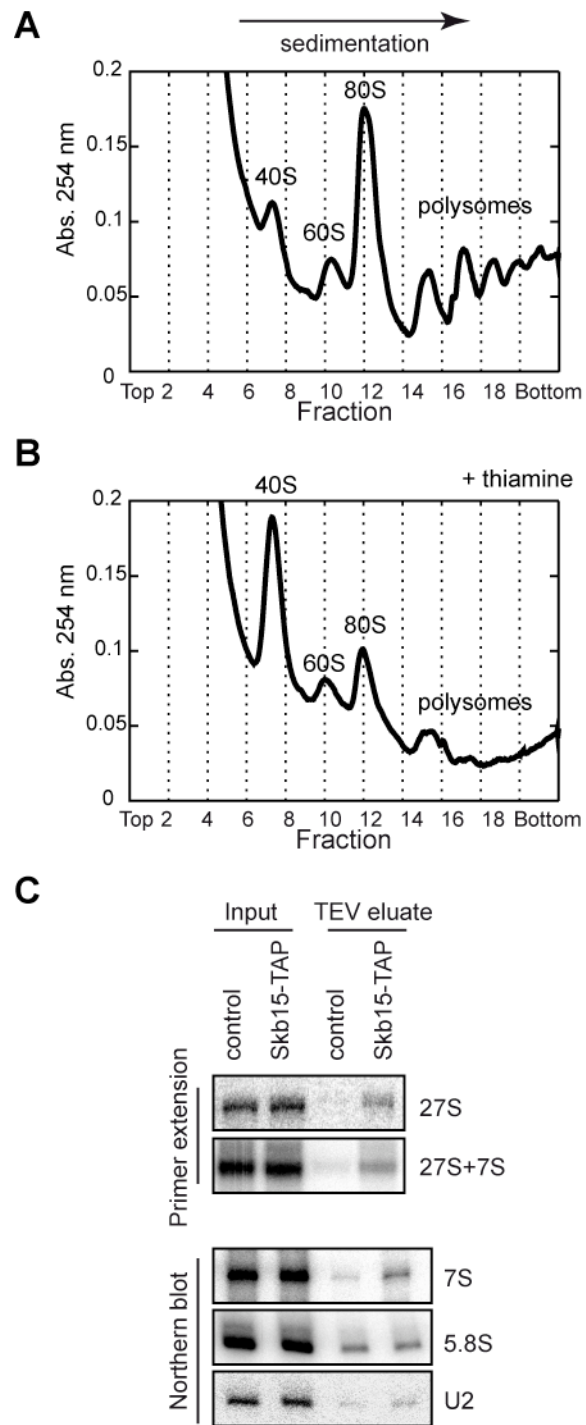 A
sedimentation
0.2
0.15
0.1
0.05
0
Abs. 254 nm
40S
60S
80S
polysomes
Top 2 4 6 8 10 12 14 16 18 Bottom
Fraction
B
+ thiamine
0.2
0.15
0.1
0.05
0
Abs. 254 nm
40S
60S
80S
polysomes
Top 2 4 6 8 10 12 14 16 18 Bottom
Fraction
C
Input TEV eluate
control
Skb15-TAP
control
Skb15-TAP
Primer extension
27S
27S+7S
Northern blot
7S
5.8S
U2